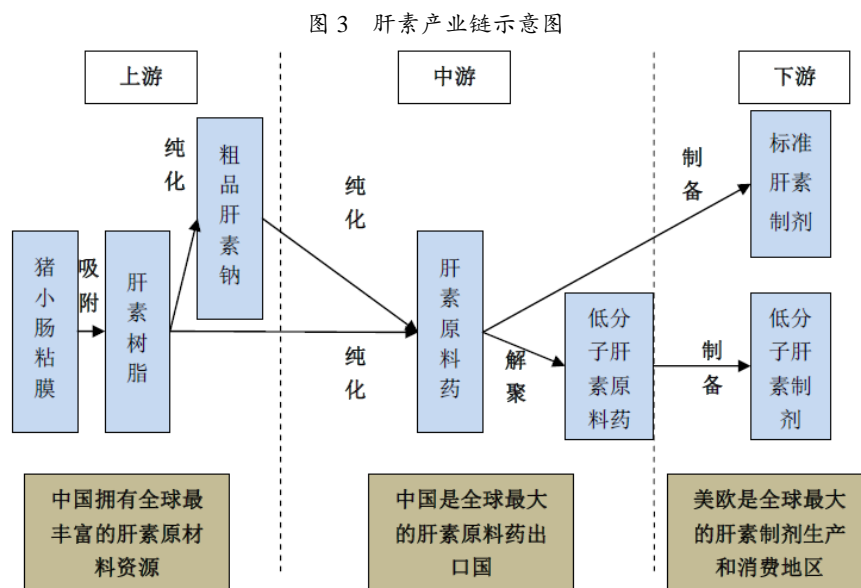 图 3 肝素产业链示意图
上游
中游
下游
猪
小
肠
粘
膜
吸
附
肝
素
树
脂
纯
化
粗
品
肝
素
钠
纯
化
纯
化
肝
素
原
料
药
解
聚
低分
子肝
素原
料药
制
备
标准
肝素
制剂
制
备
低分
子肝
素制
剂
中国拥有全球最
丰富的肝素原材
料资源
中国是全球最大
的肝素原料药出
口国
美欧是全球最大
的肝素制剂生产
和消费地区